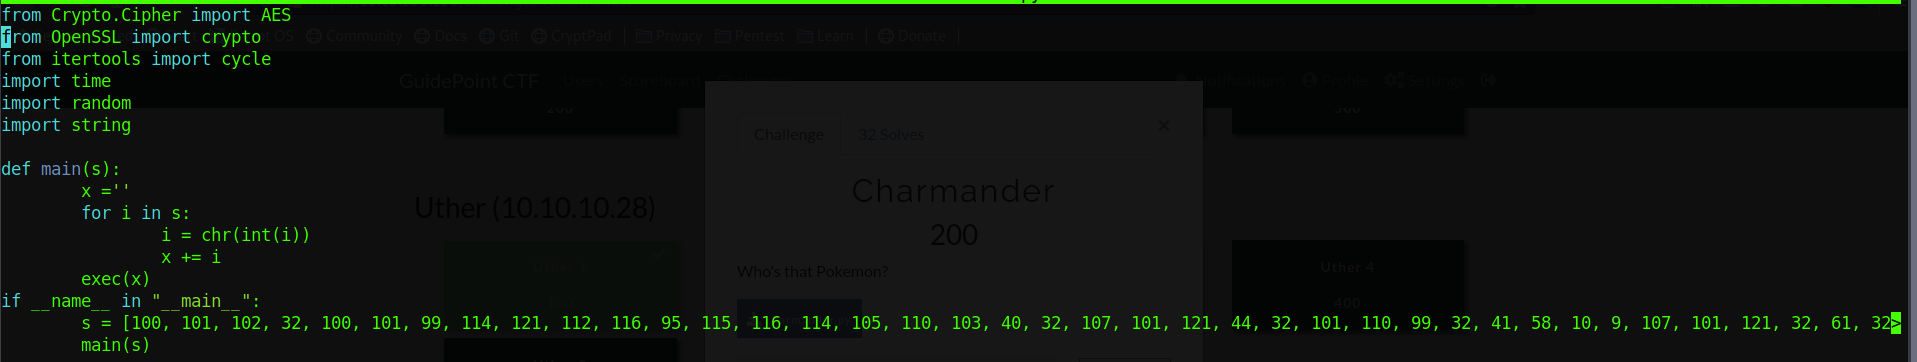 from Crypto.Cipher import AES
from OpenSSL import crypto
OS Community Docs Git CryptPad Privacy Pentest Learn Donate
from itertools import cycle
import time
GuidePoint CTF Users Scoreboard Notifications Profile Settings
import random
import string
Challenge 32 Solves ×
def main(s):
x =''
Charmander
for i in s:
Uther (10.10.10.28)
i = chr(int(i))
200
x += i
Who's that Pokemon?
Uther 4
exec(x)
if __name__ in "__main__":
400
s = [100, 101, 102, 32, 100, 101, 99, 114, 121, 112, 116, 95, 115, 116, 114, 105, 110, 103, 40, 32, 107, 101, 121, 44, 32, 101, 110, 99, 32, 41, 58, 10, 9, 107, 101, 121, 32, 61, 32>
main(s)